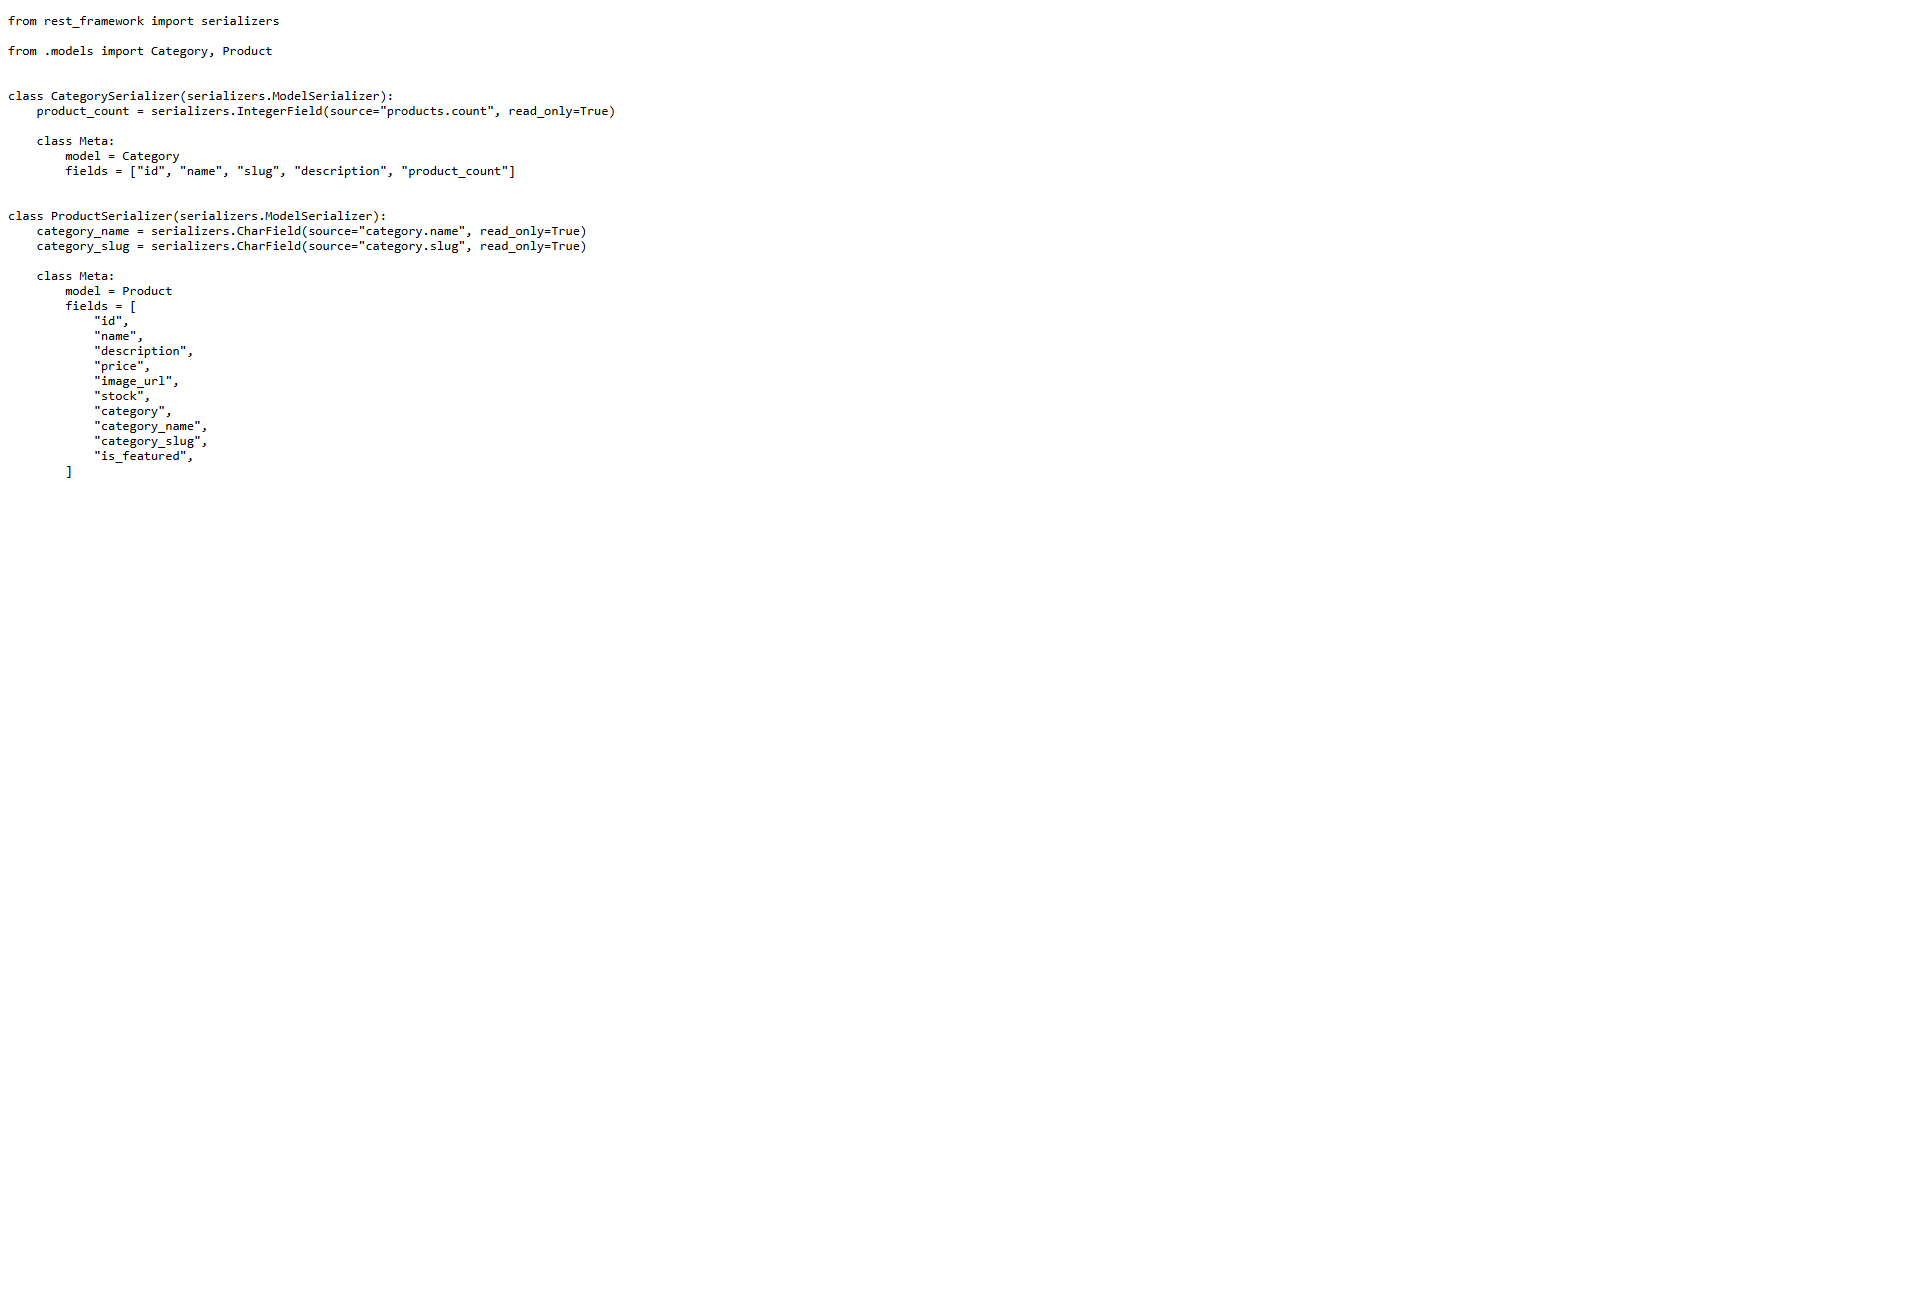 from rest_framework import serializers
from .models import Category, Product
class CategorySerializer(serializers.ModelSerializer):
    product_count = serializers.IntegerField(source="products.count", read_only=True)
    class Meta:
        model = Category
        fields = ["id", "name", "slug", "description", "product_count"]
class ProductSerializer(serializers.ModelSerializer):
    category_name = serializers.CharField(source="category.name", read_only=True)
    category_slug = serializers.CharField(source="category.slug", read_only=True)
    class Meta:
        model = Product
        fields = [
            "id",
            "name",
            "description",
            "price",
            "image_url",
            "stock",
            "category",
            "category_name",
            "category_slug",
            "is_featured",
        ]